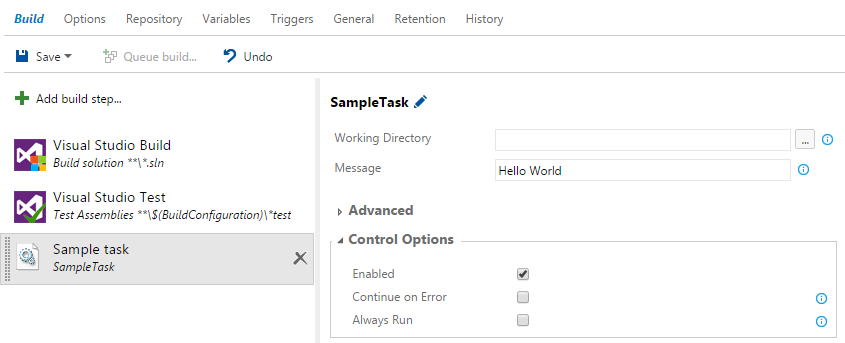 Build Options Repository Variables Triggers General Retention History
Save Queue build... Undo
Add build step...
Visual Studio Build
Build solution **\*.sln
Visual Studio Test
Test Assemblies **\$(BuildConfiguration)\*test
Sample task
SampleTask
SampleTask
Working Directory ...
Message Hello World
Advanced
Control Options
Enabled
Continue on Error
Always Run